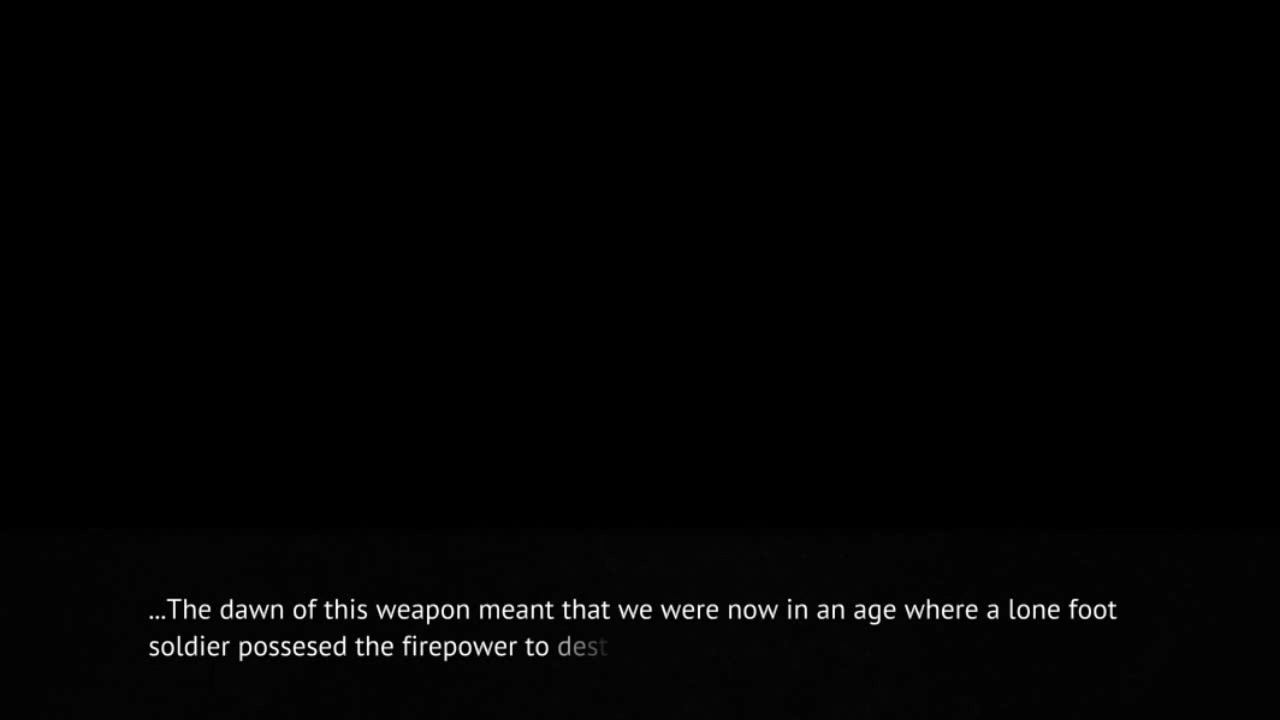 ...The dawn of this weapon meant that we were now in an age where a lone foot
soldier possesed the firepower to dest